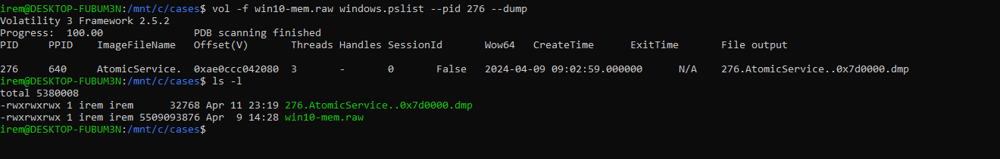 irem@DESKTOP-FUBUM3N:/mnt/c/cases$ vol -f win10-mem.raw windows.pslist --pid 276 --dump
Volatility 3 Framework 2.5.2
Progress:  100.00               PDB scanning finished
PID     PPID    ImageFileName   Offset(V)       Threads Handles SessionId       Wow64   CreateTime      ExitTime        File output
276     640     AtomicService.  0xae0ccc042080  3       -       0       False   2024-04-09 09:02:59.000000      N/A     276.AtomicService..0x7d0000.dmp
irem@DESKTOP-FUBUM3N:/mnt/c/cases$ ls -l
total 5380008
-rwxrwxrwx 1 irem irem      32768 Apr 11 23:19 276.AtomicService..0x7d0000.dmp
-rwxrwxrwx 1 irem irem 5509093876 Apr  9 14:28 win10-mem.raw
irem@DESKTOP-FUBUM3N:/mnt/c/cases$